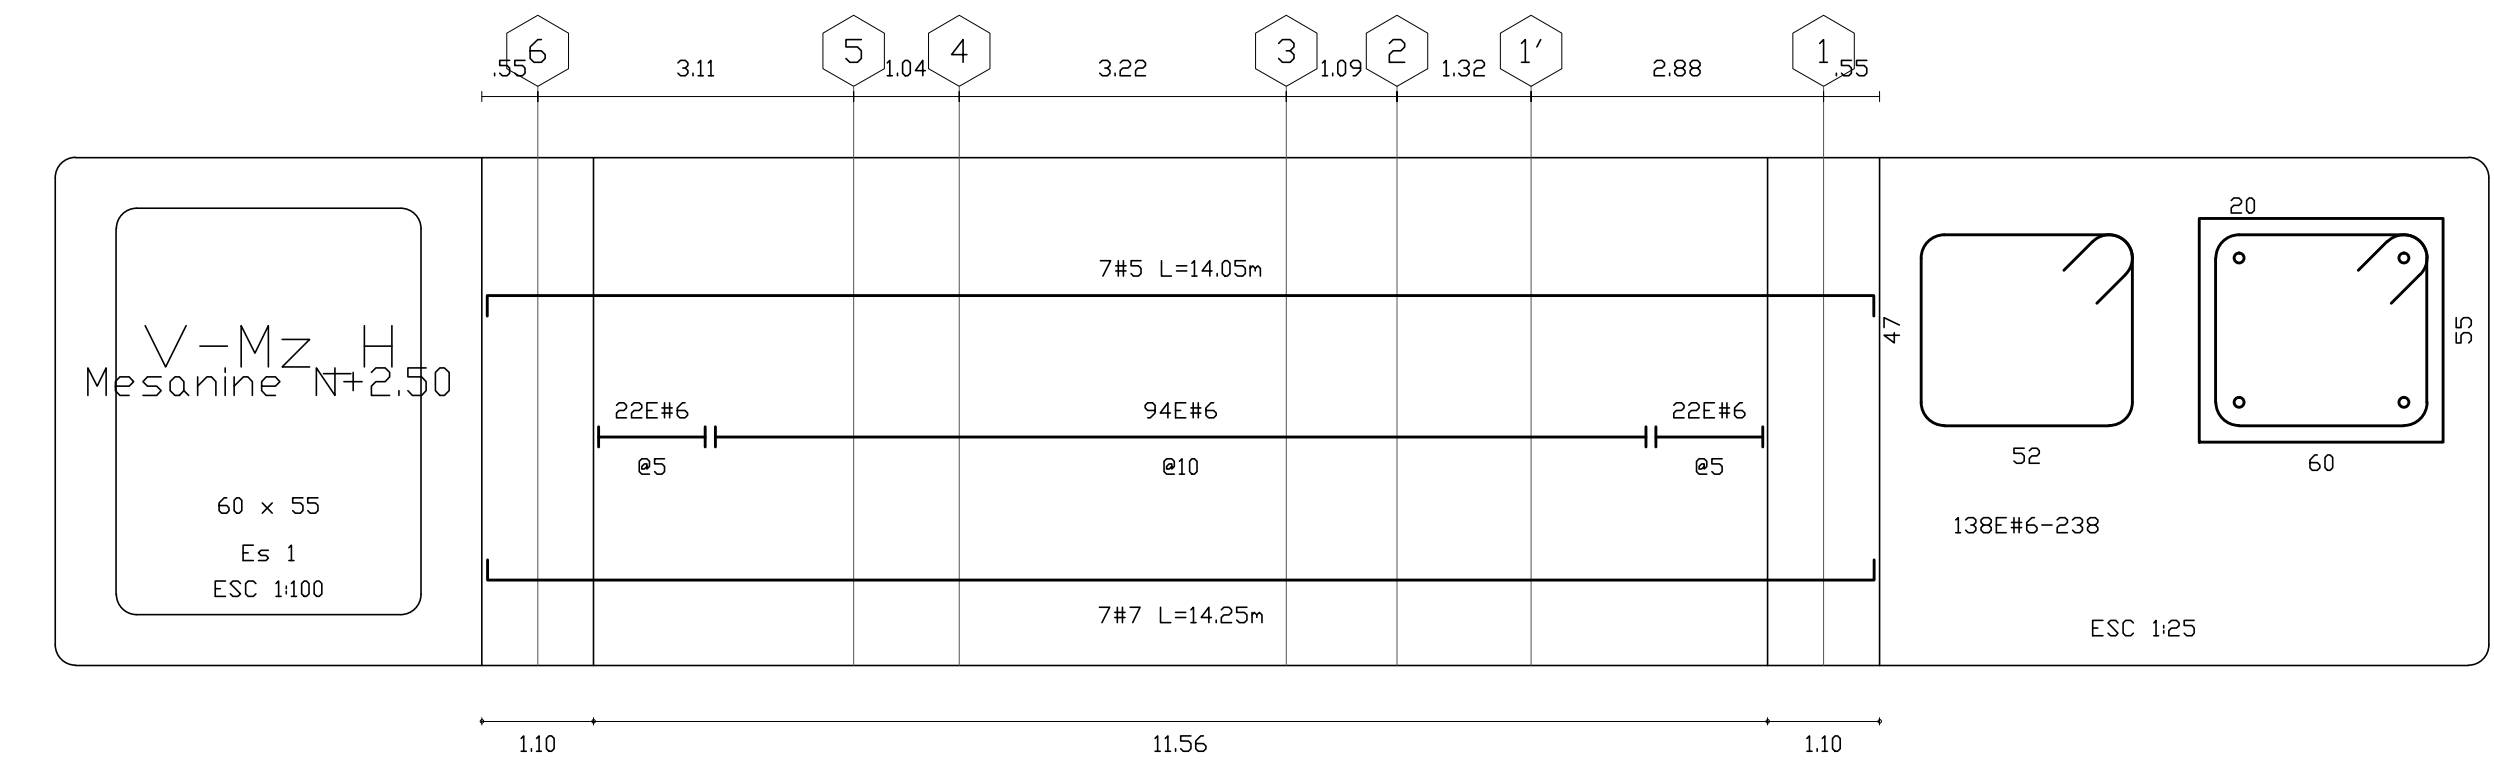 6 5 4 3 2 1' 1
.55 3.11 1.04 3.22 1.09 1.32 2.88 .55
20
7#5 L=14.05m
V-Mz H
Mesanine N+2.50
47
55
22E#6 94E#6 22E#6
@5 @10 @5
52
60
60 x 55
138E#6-238
Es 1
ESC 1:100
7#7 L=14.25m
ESC 1:25
1.10 11.56 1.10